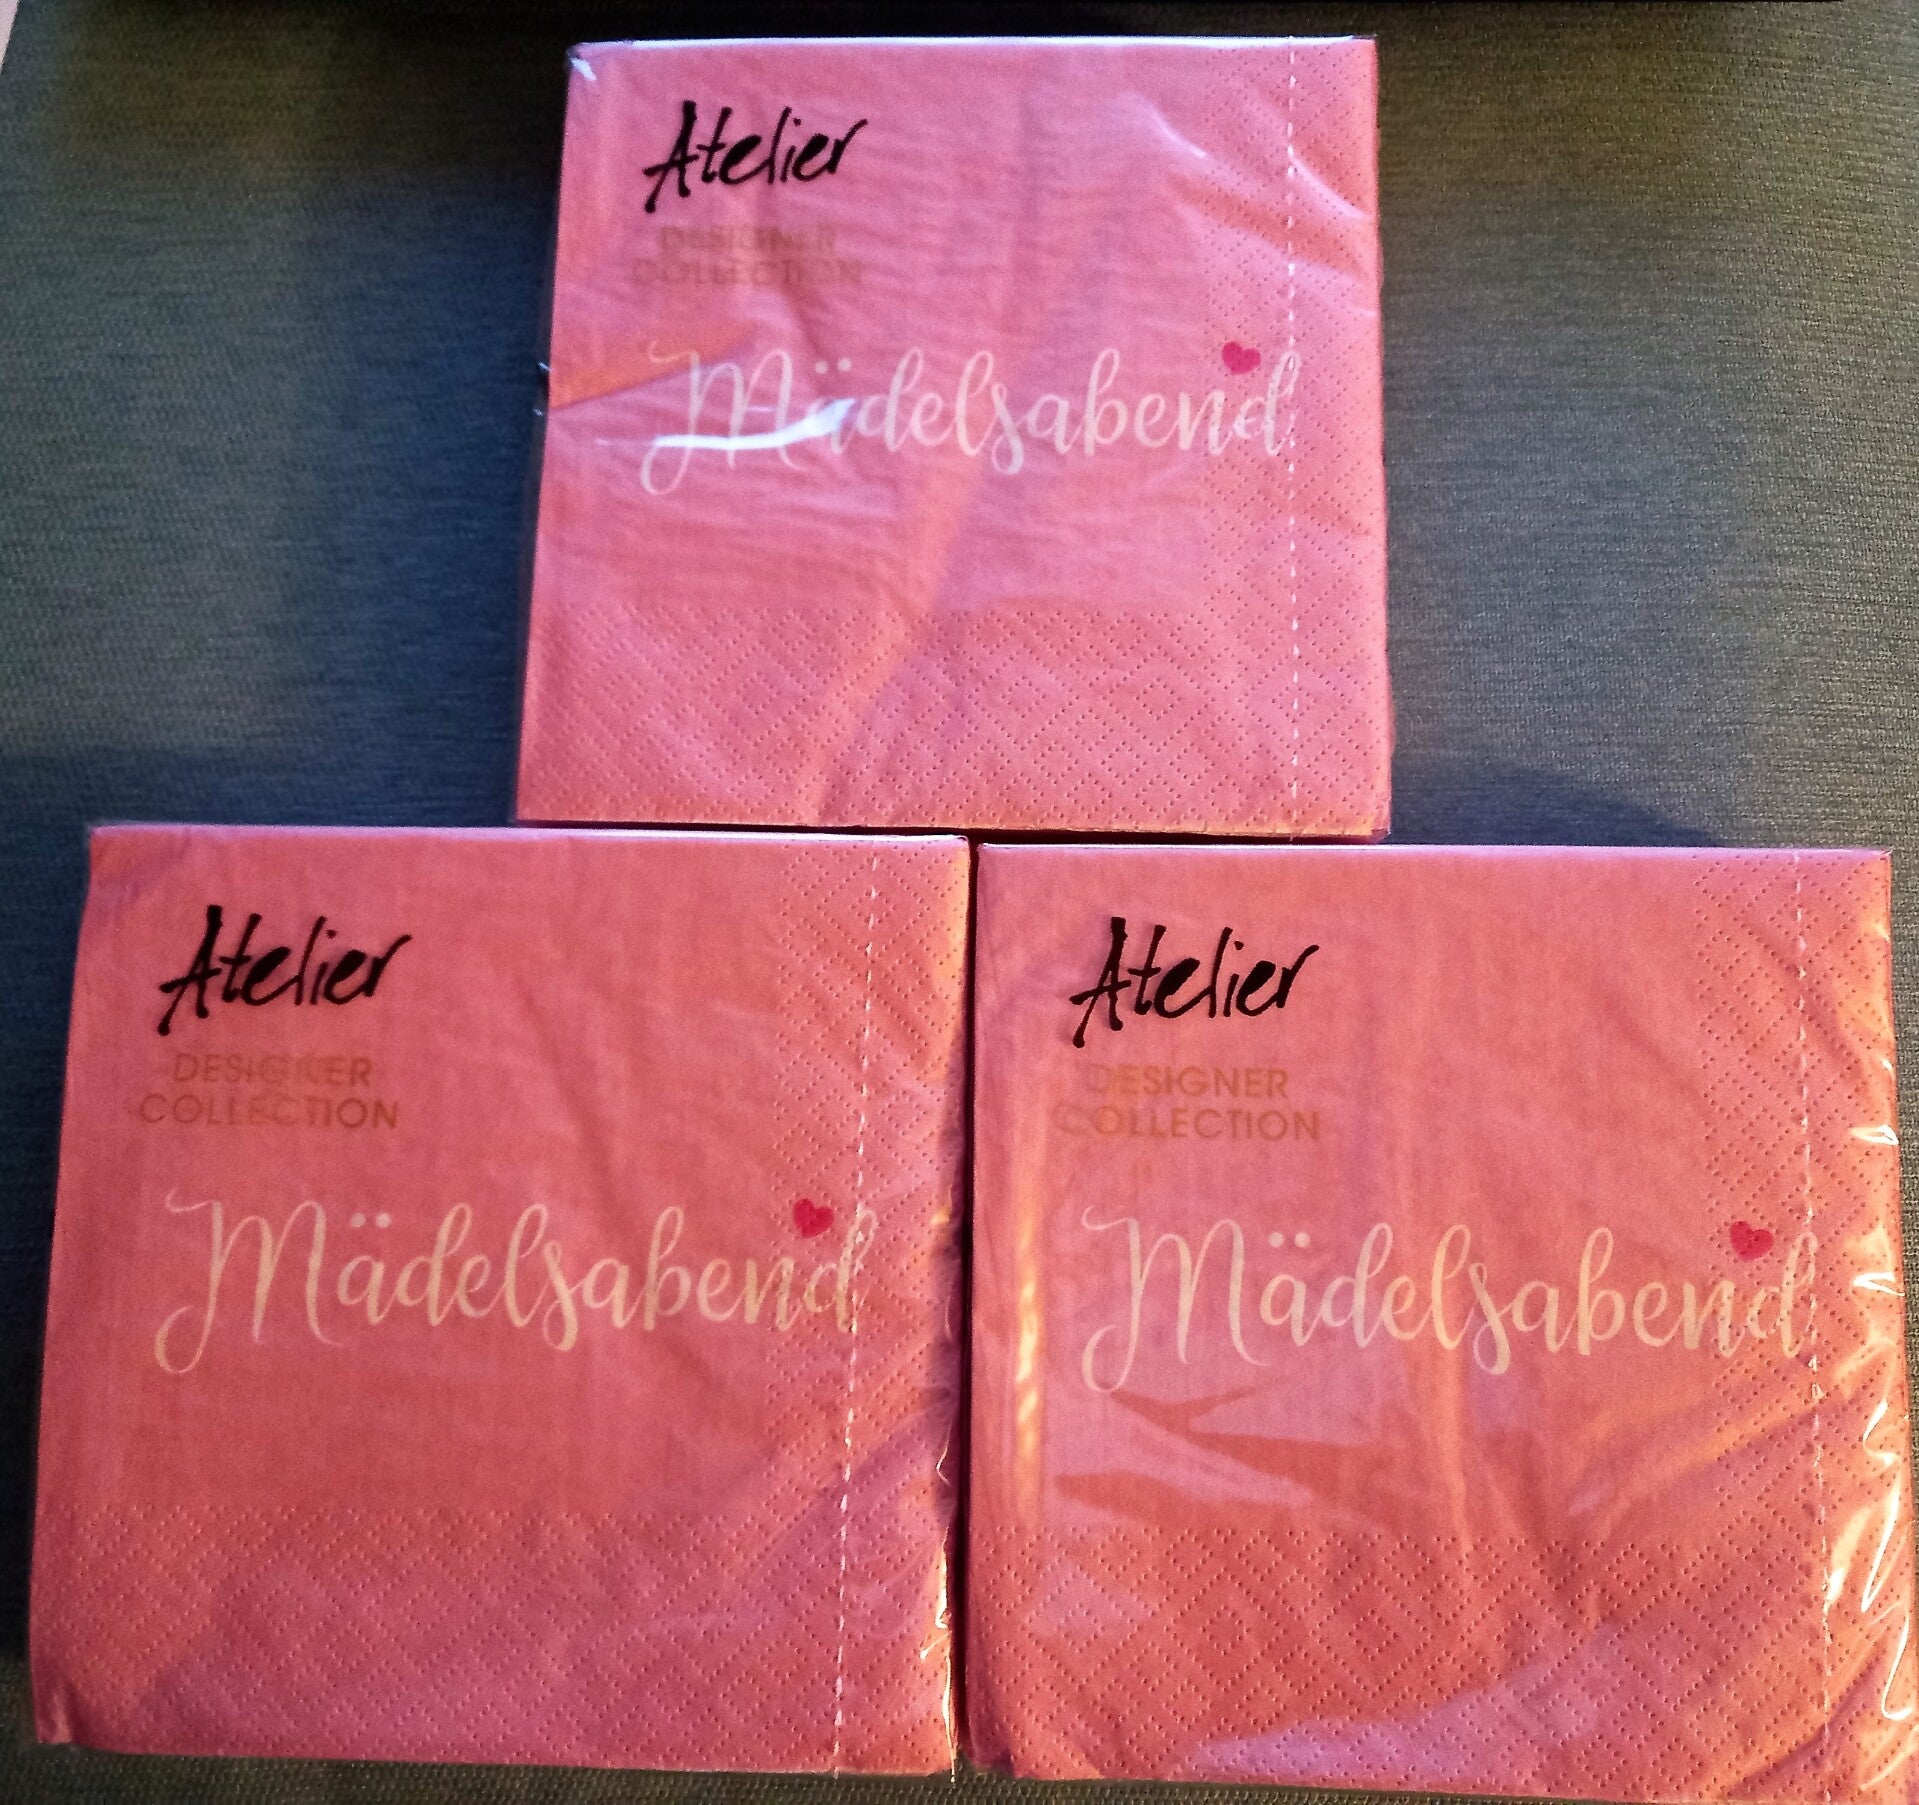 Atelier
DESIGNER
COLLECTION
Mädelsabend
Atelier
DESIGNER
COLLECTION
Mädelsabend
Atelier
DESIGNER
COLLECTION
Mädelsabend